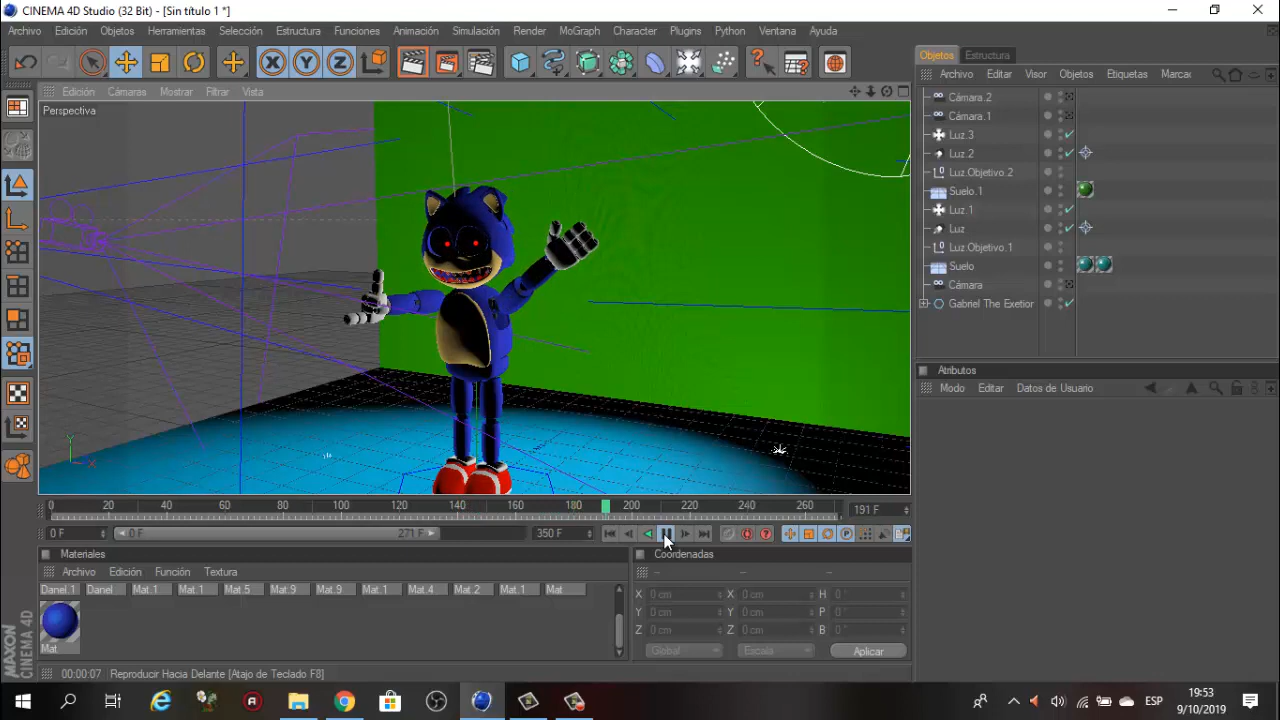 CINEMA 4D Studio (32 Bit) - [Sin título 1 *]
Archivo Edición Objetos Herramientas Selección Estructura Funciones Animación Simulación Render MoGraph Character Plugins Python Ventana Ayuda
X Y Z
Objetos Estructura
Archivo Editar Visor Objetos Etiquetas Marcac
Edición Cámaras Mostrar Filtrar Vista
Perspectiva
Cámara.2
Cámara.1
Luz.3
Luz.2
Luz.Objetivo.2
Suelo.1
Luz.1
Luz
Luz.Objetivo.1
Suelo
Cámara
Gabriel The Exetior
Atributos
Modo Editar Datos de Usuario
Y
X
0 20 40 60 80 100 120 140 160 180 200 220 240 260 191 F
0 F 0 F 271 F 350 F
Materiales
Archivo Edición Función Textura
Danel.1 Danel Mat.1 Mat.1 Mat.5 Mat.9 Mat.9 Mat.1 Mat.4 Mat.2 Mat.1 Mat
Mat
Coordenadas
-- -- --
X 0 cm X 0 cm H 0 °
Y 0 cm Y 0 cm P 0 °
Z 0 cm Z 0 cm B 0 °
Global Escala Aplicar
MAXON
CINEMA 4D
00:00:07 Reproducir Hacia Delante [Atajo de Teclado F8]
ESP
19:53
9/10/2019